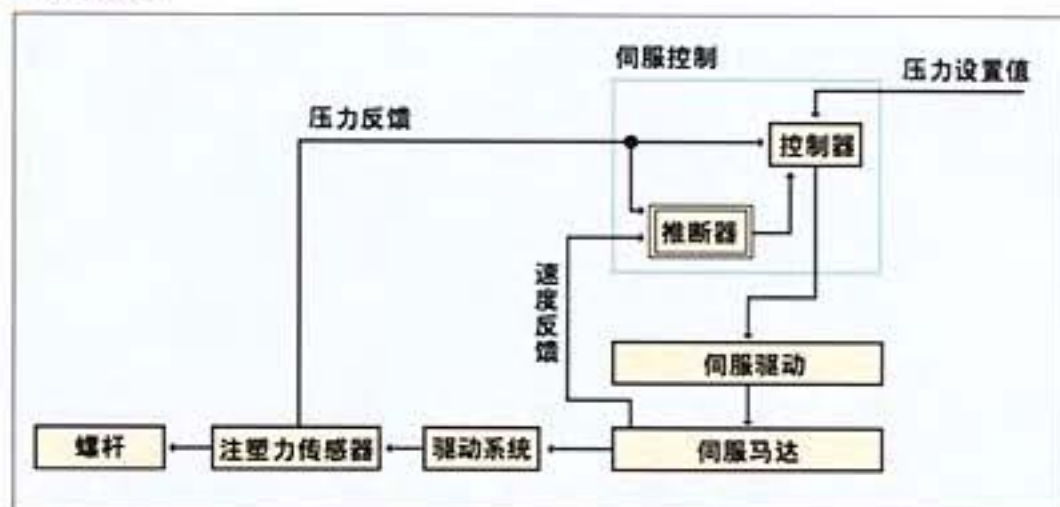 伺服控制
压力设置值
压力反馈
控制器
推断器
速度反馈
伺服驱动
螺杆
注塑力传感器
驱动系统
伺服马达